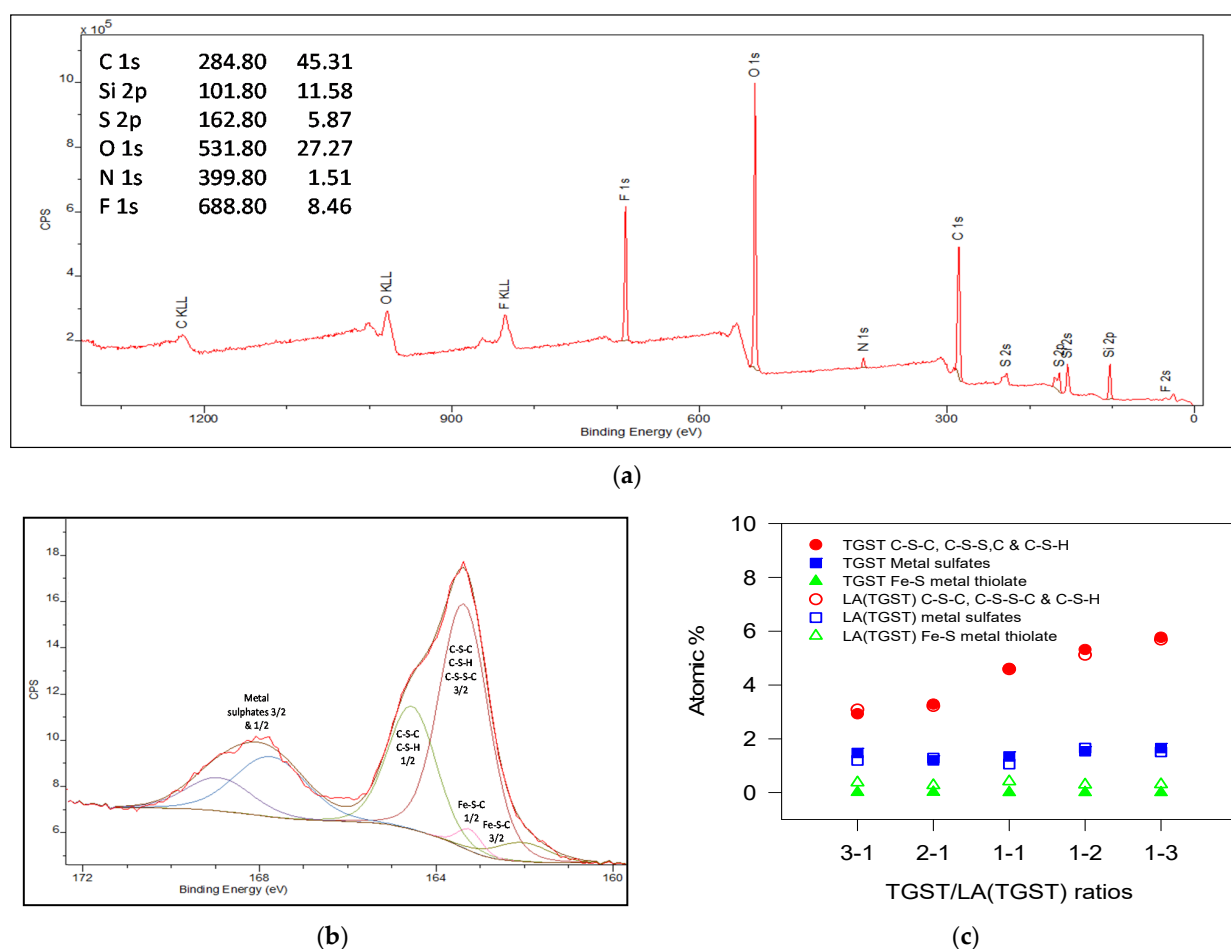 x 10⁵
C 1s 284.80 45.31
Si 2p 101.80 11.58
S 2p 162.80 5.87
O 1s 531.80 27.27
N 1s 399.80 1.51
F 1s 688.80 8.46
10
8
6
4
2
CPS
C KLL
O KLL
F KLL
F 1s
O 1s
N 1s
C 1s
S 2s
S 2p
Si 2s
Si 2p
F 2s
1200 900 600 300 0
Binding Energy (eV)
(a)
18
16
14
12
10
8
6
CPS
Metal
sulphates 3/2
& 1/2
C-S-C
C-S-H
1/2
C-S-C
C-S-H
C-S-S-C
3/2
Fe-S-C
1/2
Fe-S-C
3/2
172 168 164 160
Binding Energy (eV)
(b)
10
8
6
4
2
0
Atomic %
TGST C-S-C, C-S-S,C & C-S-H
TGST Metal sulfates
TGST Fe-S metal thiolate
LA(TGST) C-S-C, C-S-S-C & C-S-H
LA(TGST) metal sulfates
LA(TGST) Fe-S metal thiolate
3-1 2-1 1-1 1-2 1-3
TGST/LA(TGST) ratios
(c)